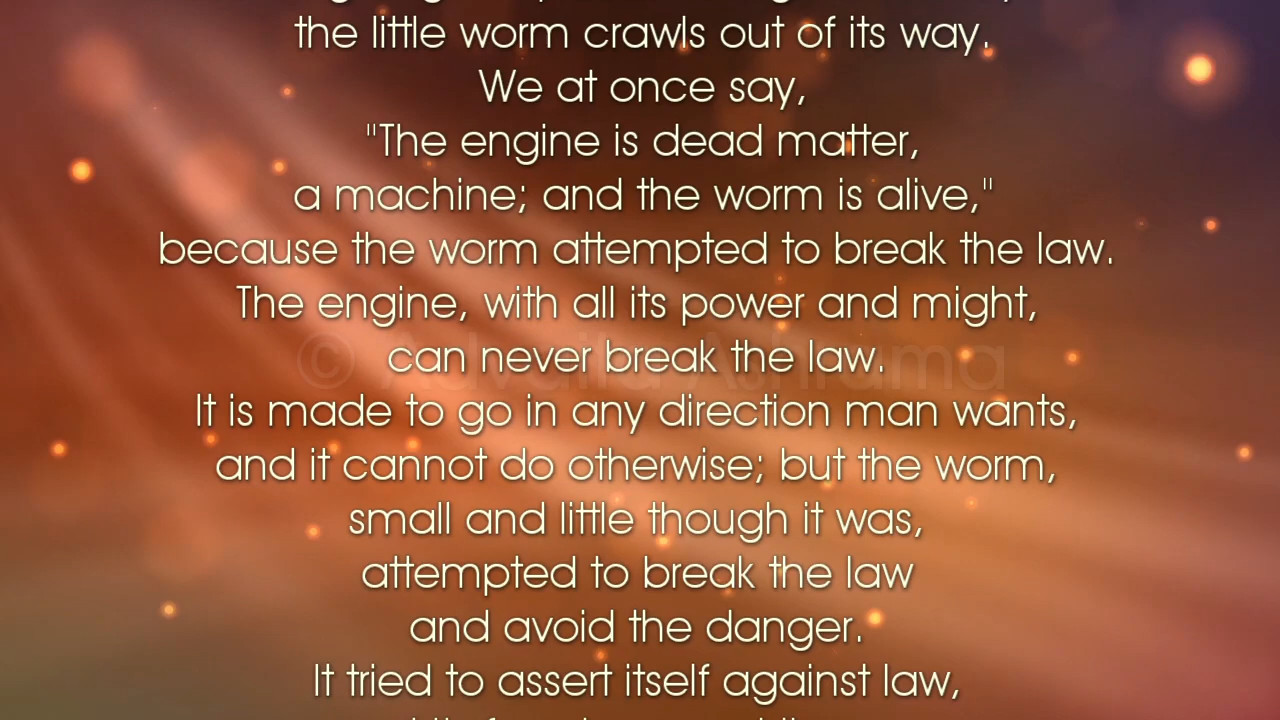 the little worm crawls out of its way.
We at once say,
"The engine is dead matter,
a machine; and the worm is alive,"
because the worm attempted to break the law.
The engine, with all its power and might,
© Advaita Ashrama
can never break the law.
It is made to go in any direction man wants,
and it cannot do otherwise; but the worm,
small and little though it was,
attempted to break the law
and avoid the danger.
It tried to assert itself against law,